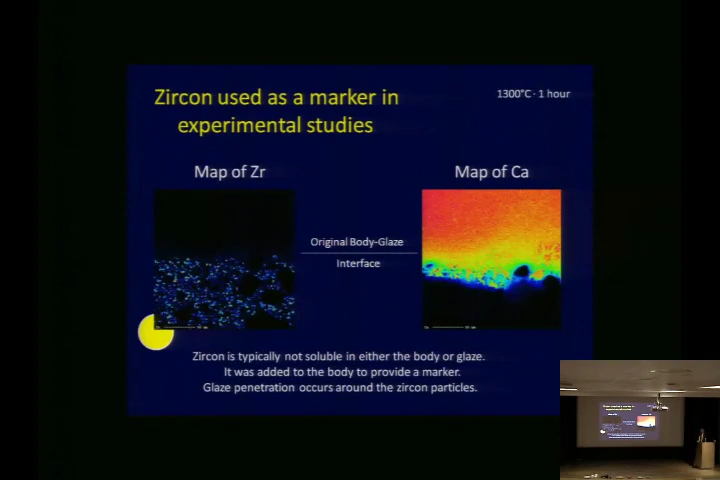 Zircon used as a marker in
experimental studies
1300°C - 1 hour
Map of Zr
Map of Ca
Original Body-Glaze
Interface
Zircon is typically not soluble in either the body or glaze.
It was added to the body to provide a marker.
Glaze penetration occurs around the zircon particles.